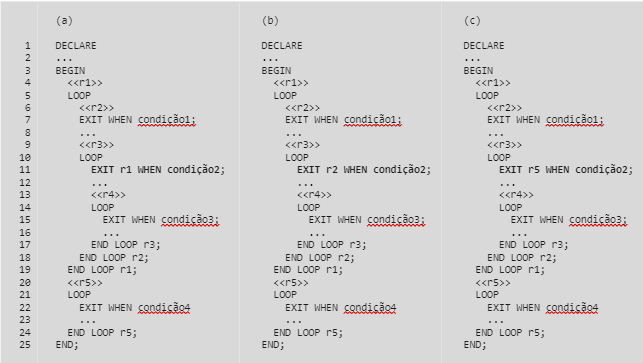 (a) (b) (c)
1 DECLARE DECLARE DECLARE
2 ... ... ...
3 BEGIN BEGIN BEGIN
4 <<r1>> <<r1>> <<r1>>
5 LOOP LOOP LOOP
6 <<r2>> <<r2>> <<r2>>
7 EXIT WHEN condição1; EXIT WHEN condição1; EXIT WHEN condição1;
8 ... ... ...
9 <<r3>> <<r3>> <<r3>>
10 LOOP LOOP LOOP
11 EXIT r1 WHEN condição2; EXIT r2 WHEN condição2; EXIT r5 WHEN condição2;
12 ... ... ...
13 <<r4>> <<r4>> <<r4>>
14 LOOP LOOP LOOP
15 EXIT WHEN condição3; EXIT WHEN condição3; EXIT WHEN condição3;
16 ... ... ...
17 END LOOP r3; END LOOP r3; END LOOP r3;
18 END LOOP r2; END LOOP r2; END LOOP r2;
19 END LOOP r1; END LOOP r1; END LOOP r1;
20 <<r5>> <<r5>> <<r5>>
21 LOOP LOOP LOOP
22 EXIT WHEN condição4 EXIT WHEN condição4 EXIT WHEN condição4
23 ... ... ...
24 END LOOP r5; END LOOP r5; END LOOP r5;
25 END; END; END;